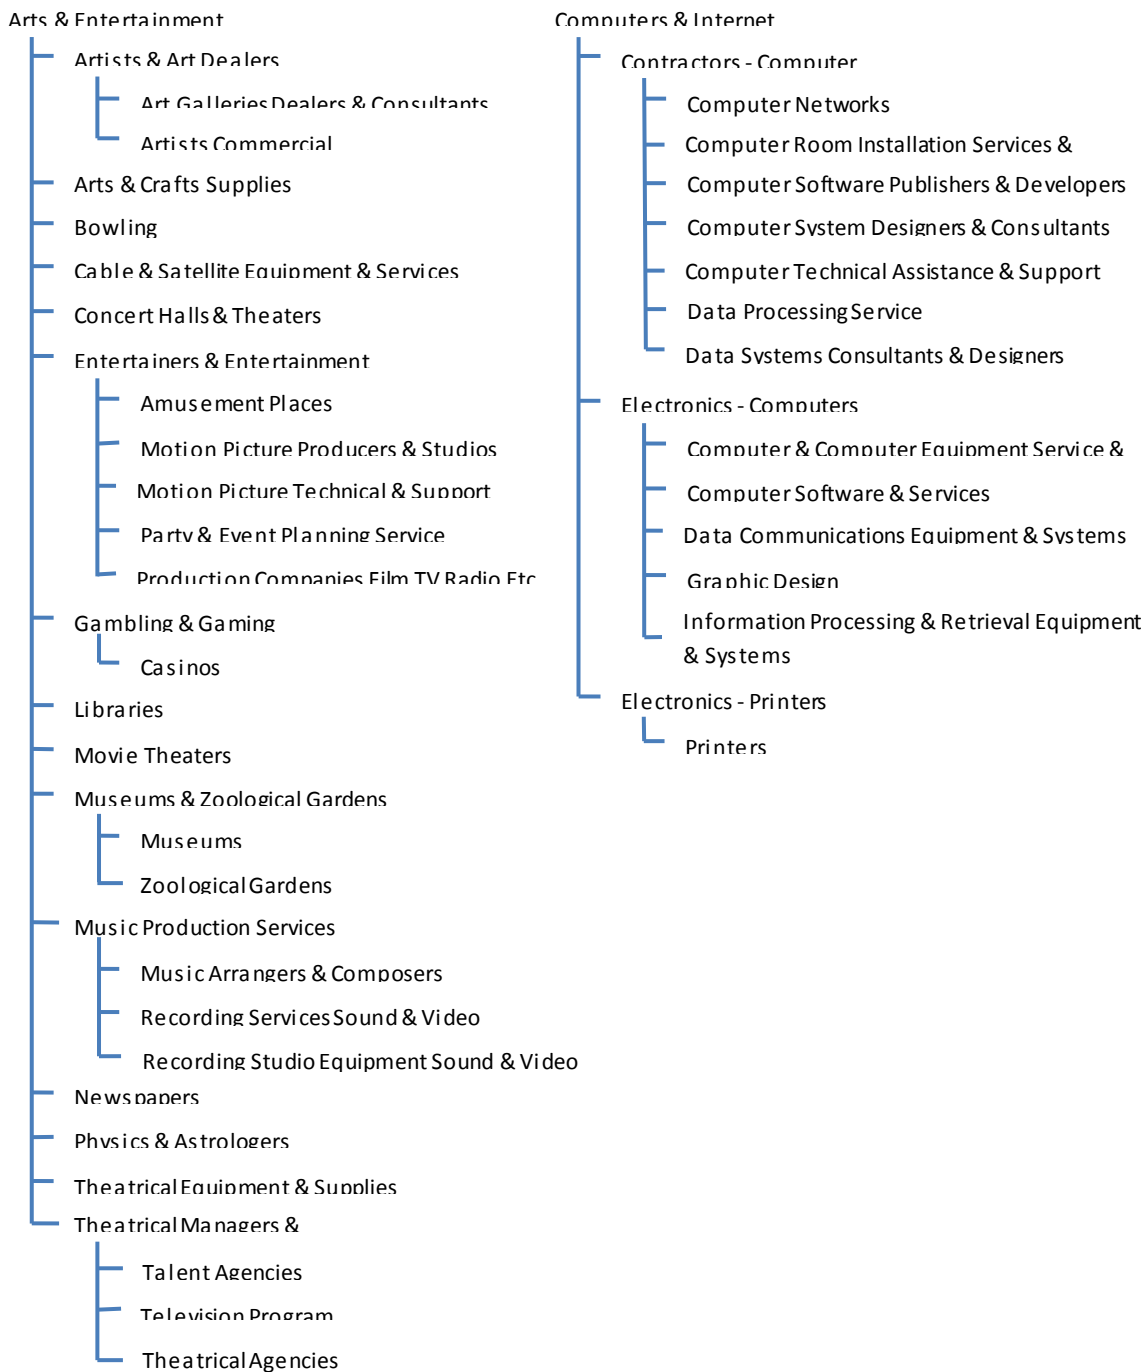 Arts & Entertainment
Artists & Art Dealers
Art Galleries Dealers & Consultants
Artists Commercial
Arts & Crafts Supplies
Bowling
Cable & Satellite Equipment & Services
Concert Halls & Theaters
Entertainers & Entertainment
Amusement Places
Motion Picture Producers & Studios
Motion Picture Technical & Support
Party & Event Planning Service
Production Companies Film TV Radio Etc
Gambling & Gaming
Casinos
Libraries
Movie Theaters
Museums & Zoological Gardens
Museums
Zoological Gardens
Music Production Services
Music Arrangers & Composers
Recording Services Sound & Video
Recording Studio Equipment Sound & Video
Newspapers
Physics & Astrologers
Theatrical Equipment & Supplies
Theatrical Managers &
Talent Agencies
Television Program
Theatrical Agencies
Computers & Internet
Contractors - Computer
Computer Networks
Computer Room Installation Services &
Computer Software Publishers & Developers
Computer System Designers & Consultants
Computer Technical Assistance & Support
Data Processing Service
Data Systems Consultants & Designers
Electronics - Computers
Computer & Computer Equipment Service &
Computer Software & Services
Data Communications Equipment & Systems
Graphic Design
Information Processing & Retrieval Equipment
& Systems
Electronics - Printers
Printers